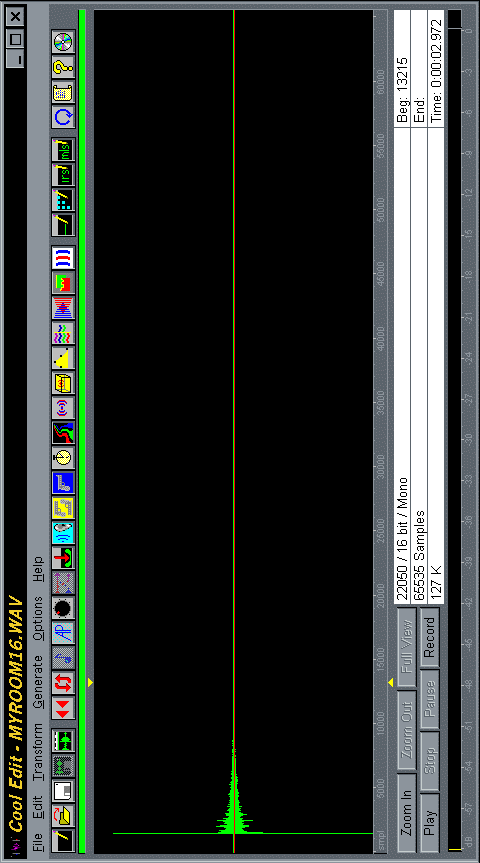 Cool Edit - MYROOM16.WAV
File Edit Transform Generate Options Help
AP irs mls
smpl 5000 10000 15000 20000 25000 30000 35000 40000 45000 50000 55000 60000
Zoom In Zoom Out Full View
Play Stop Pause Record
22050 / 16 bit / Mono
65535 Samples
127 K
Beg: 13215
End:
Time: 0:00:02.972
dB -57 -54 -51 -48 -45 -42 -39 -36 -33 -30 -27 -24 -21 -18 -15 -12 -9 -6 -3 0